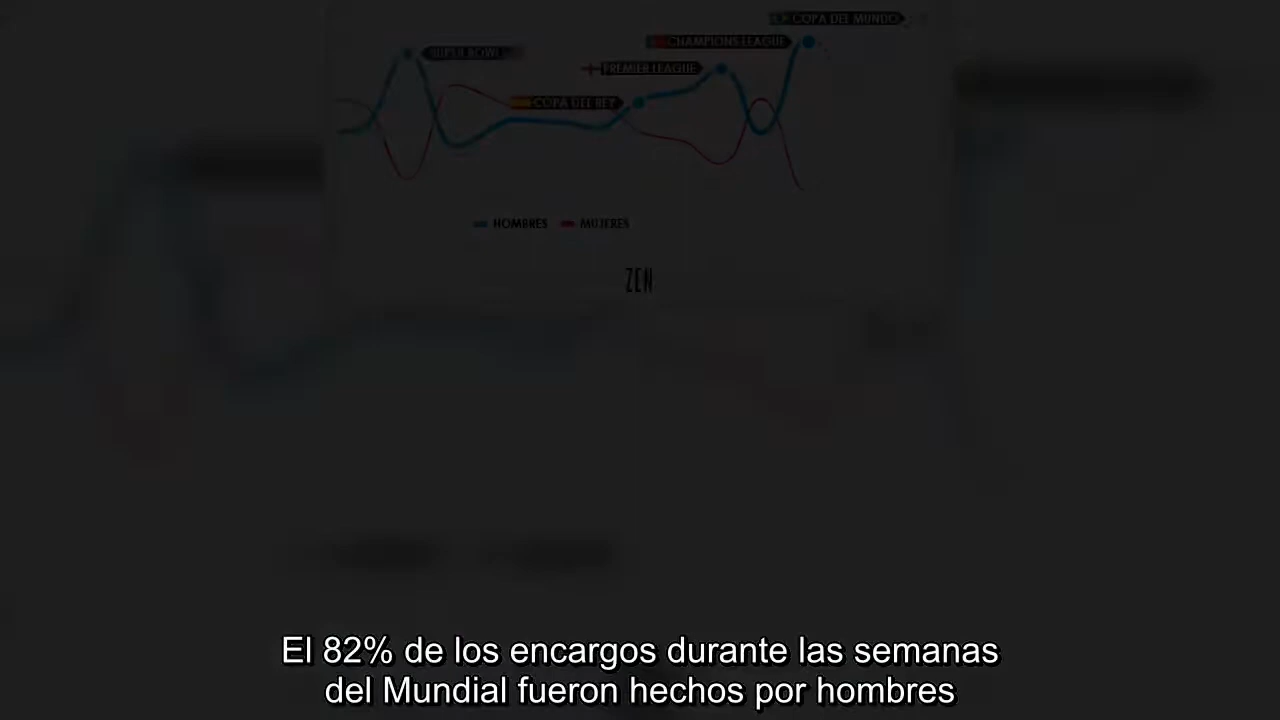 COPA DEL MUNDO
CHAMPIONS LEAGUE
SUPER BOWL
PREMIER LEAGUE
COPA DEL REY
HOMBRES MUJERES
ZEN
El 82% de los encargos durante las semanas
del Mundial fueron hechos por hombres